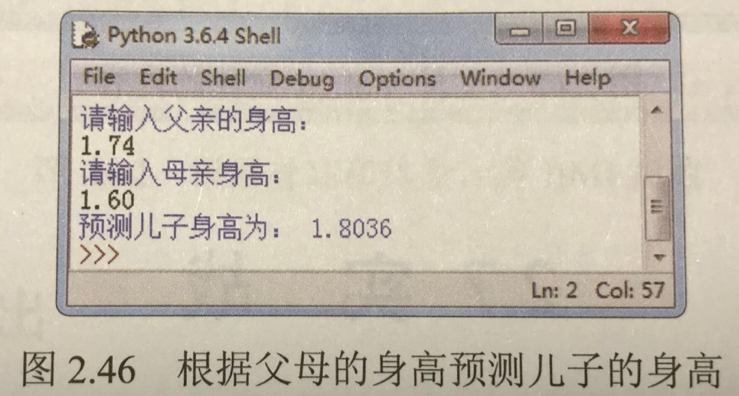 Python 3.6.4 Shell
File Edit Shell Debug Options Window Help
请输入父亲的身高：
1.74
请输入母亲身高：
1.60
预测儿子身高为： 1.8036
>>>
Ln: 2 Col: 57
图 2.46 根据父母的身高预测儿子的身高